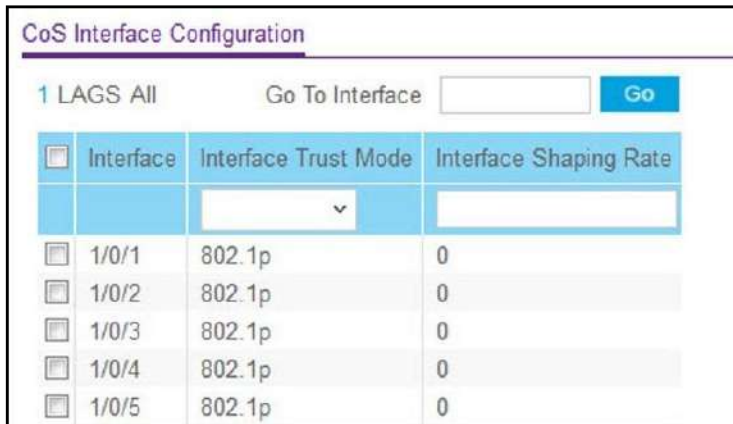 CoS Interface Configuration
1 LAGS All Go To Interface Go
Interface Interface Trust Mode Interface Shaping Rate
1/0/1 802.1p 0
1/0/2 802.1p 0
1/0/3 802.1p 0
1/0/4 802.1p 0
1/0/5 802.1p 0